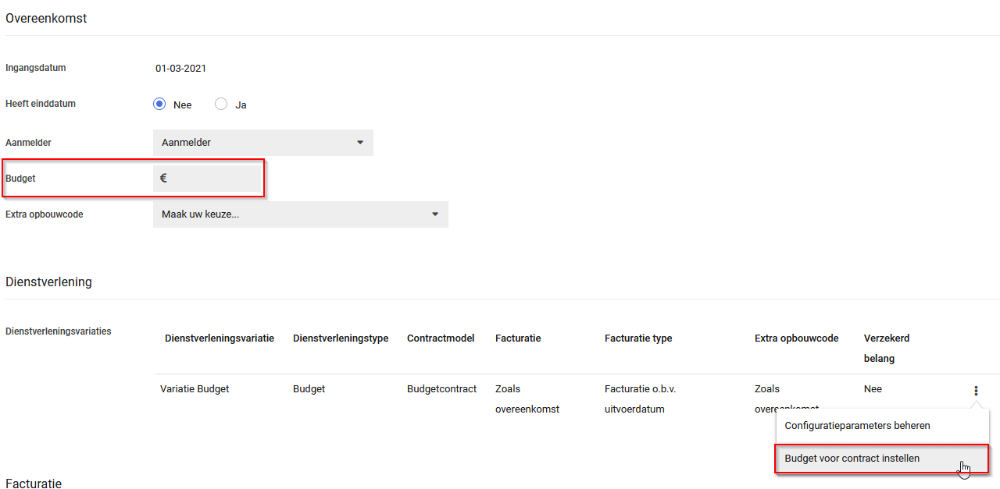 Overeenkomst
Ingangsdatum 01-03-2021
Heeft einddatum Nee Ja
Aanmelder Aanmelder
Budget €
Extra opbouwcode Maak uw keuze...
Dienstverlening
Dienstverleningsvariaties
Dienstverleningsvariatie Dienstverleningstype Contractmodel Facturatie Facturatie type Extra opbouwcode Verzekerd
belang
Variatie Budget Budget Budgetcontract Zoals Facturatie o.b.v. Zoals Nee
overeenkomst uitvoerdatum overeenkomst
Configuratieparameters beheren
Budget voor contract instellen
Facturatie